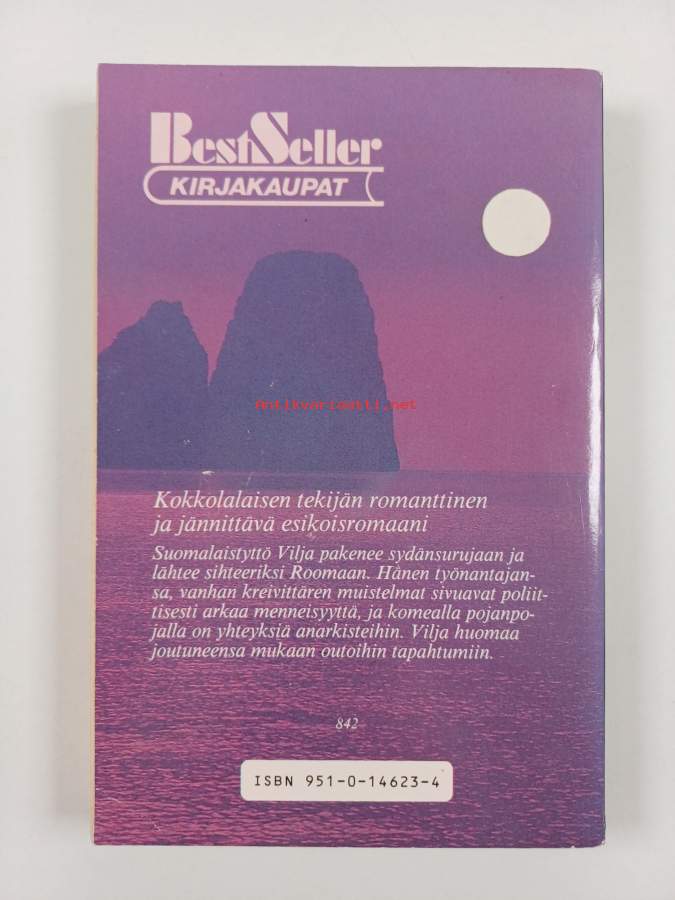 BestSeller
KIRJAKAUPAT
antikvariaatti.net
Kokkolalaisen tekijän romanttinen
ja jännittävä esikoisromaani
Suomalaistyttö Vilja pakenee sydänsurujaan ja
lähtee sihteeriksi Roomaan. Hänen työnantajan-
sa, vanhan kreivittären muistelmat sivuavat poliit-
tisesti arkaa menneisyyttä, ja komealla pojanpo-
jalla on yhteyksiä anarkisteihin. Vilja huomaa
joutuneensa mukaan outoihin tapahtumiin.
842
ISBN 951-0-14623-4